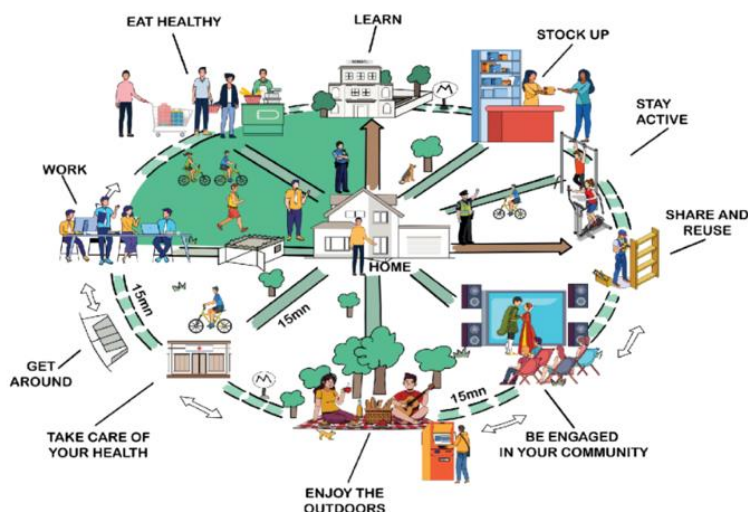 EAT HEALTHY
LEARN
STOCK UP
STAY
ACTIVE
WORK
SHARE AND
REUSE
HOME
15mn
15mn
GET
AROUND
15mn
TAKE CARE OF
YOUR HEALTH
BE ENGAGED
IN YOUR COMMUNITY
ENJOY THE
OUTDOORS
M
M